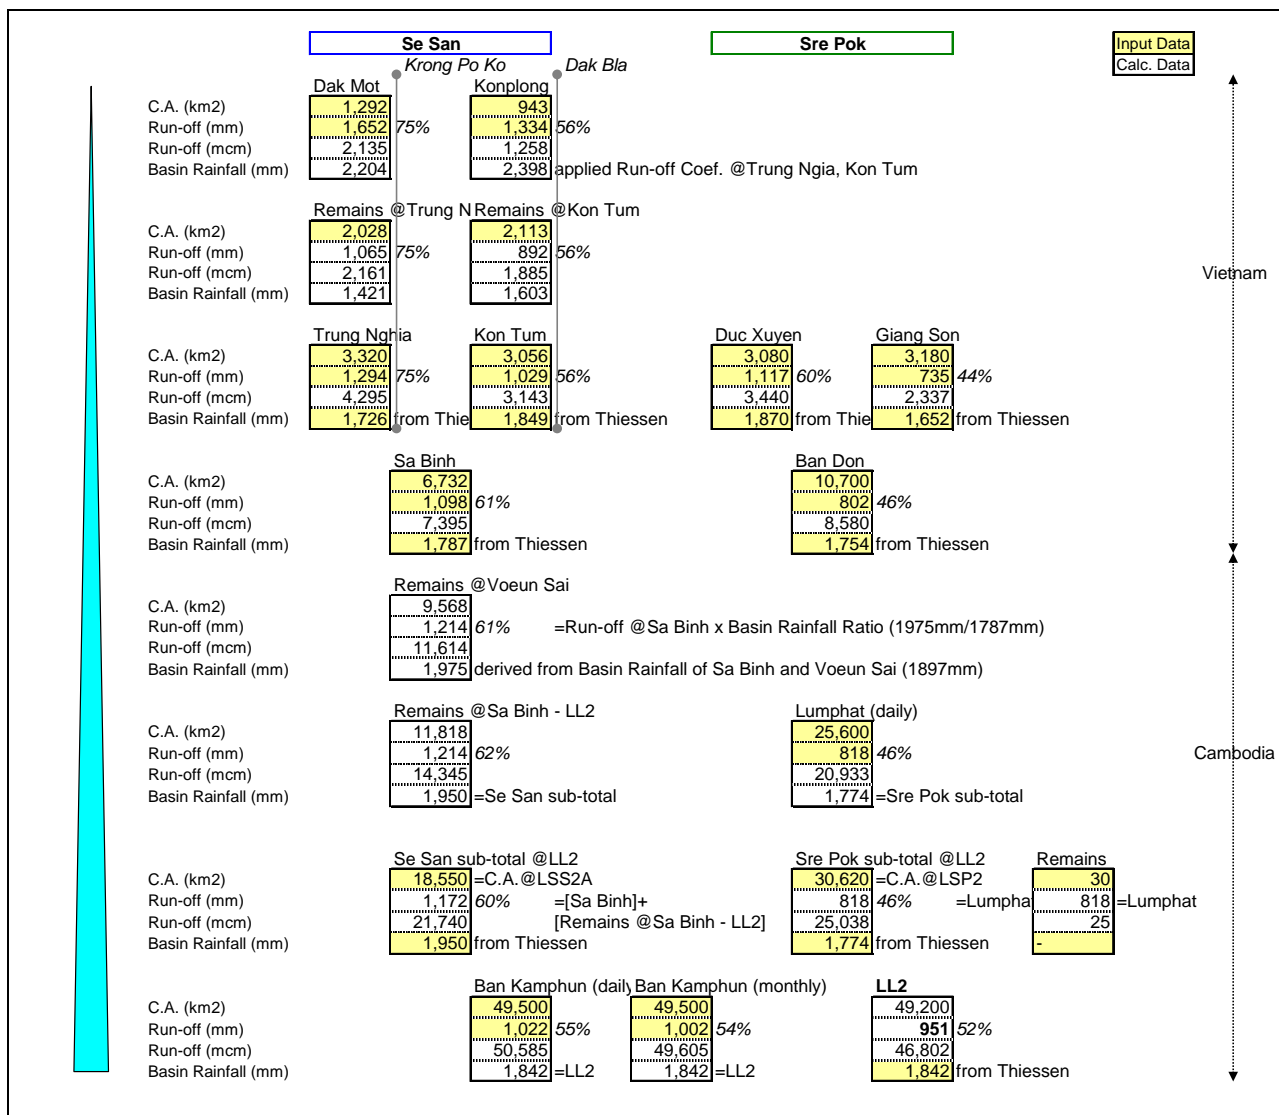 Se San Sre Pok Input Data
Calc. Data
Krong Po Ko Dak Bla
Dak Mot Konplong
C.A. (km2) 1,292 943
Run-off (mm) 1,652 75% 1,334 56%
Run-off (mcm) 2,135 1,258
Basin Rainfall (mm) 2,204 2,398 applied Run-off Coef. @Trung Ngia, Kon Tum
Remains @Trung N Remains @Kon Tum
C.A. (km2) 2,028 2,113
Run-off (mm) 1,065 75% 892 56%
Run-off (mcm) 2,161 1,885
Vietnam
Basin Rainfall (mm) 1,421 1,603
Trung Nghia Kon Tum Duc Xuyen Giang Son
C.A. (km2) 3,320 3,056 3,080 3,180
Run-off (mm) 1,294 75% 1,029 56% 1,117 60% 735 44%
Run-off (mcm) 4,295 3,143 3,440 2,337
Basin Rainfall (mm) 1,726 from Thie 1,849 from Thiessen 1,870 from Thie 1,652 from Thiessen
Sa Binh Ban Don
C.A. (km2) 6,732 10,700
Run-off (mm) 1,098 61% 802 46%
Run-off (mcm) 7,395 8,580
Basin Rainfall (mm) 1,787 from Thiessen 1,754 from Thiessen
Remains @Voeun Sai
C.A. (km2) 9,568
Run-off (mm) 1,214 61% =Run-off @Sa Binh x Basin Rainfall Ratio (1975mm/1787mm)
Run-off (mcm) 11,614
Basin Rainfall (mm) 1,975 derived from Basin Rainfall of Sa Binh and Voeun Sai (1897mm)
Remains @Sa Binh - LL2 Lumphat (daily)
C.A. (km2) 11,818 25,600
Run-off (mm) 1,214 62% 818 46%
Cambodia
Run-off (mcm) 14,345 20,933
Basin Rainfall (mm) 1,950 =Se San sub-total 1,774 =Sre Pok sub-total
Se San sub-total @LL2 Sre Pok sub-total @LL2 Remains
C.A. (km2) 18,550 =C.A.@LSS2A 30,620 =C.A.@LSP2 30
Run-off (mm) 1,172 60% =[Sa Binh]+ 818 46% =Lumpha 818 =Lumphat
Run-off (mcm) 21,740 [Remains @Sa Binh - LL2] 25,038 25
Basin Rainfall (mm) 1,950 from Thiessen 1,774 from Thiessen -
Ban Kamphun (daily Ban Kamphun (monthly) LL2
C.A. (km2) 49,500 49,500 49,200
Run-off (mm) 1,022 55% 1,002 54% 951 52%
Run-off (mcm) 50,585 49,605 46,802
Basin Rainfall (mm) 1,842 =LL2 1,842 =LL2 1,842 from Thiessen